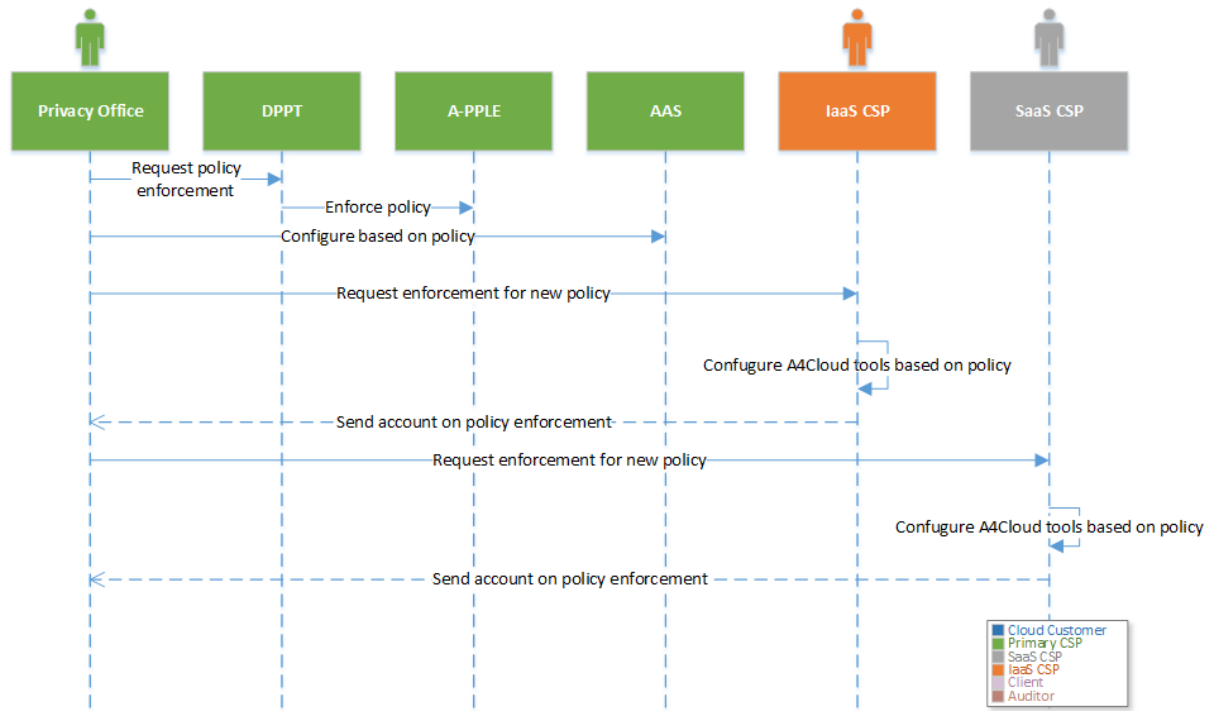 Privacy Office
DPPT
A-PPLE
AAS
IaaS CSP
SaaS CSP
Request policy
enforcement
Enforce policy
Configure based on policy
Request enforcement for new policy
Confugure A4Cloud tools based on policy
Send account on policy enforcement
Request enforcement for new policy
Confugure A4Cloud tools based on policy
Send account on policy enforcement
Cloud Customer
Primary CSP
SaaS CSP
IaaS CSP
Client
Auditor